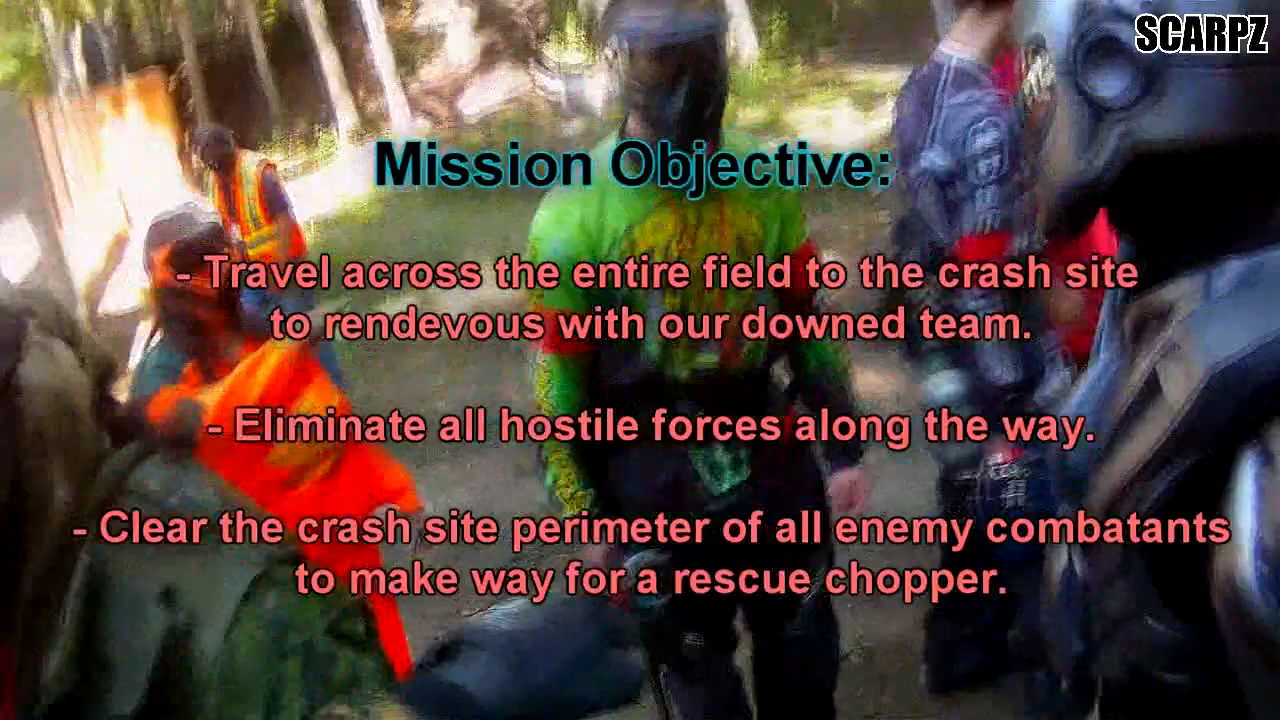 SCARPZ
Mission Objective:
- Travel across the entire field to the crash site
to rendevous with our downed team.
- Eliminate all hostile forces along the way.
- Clear the crash site perimeter of all enemy combatants
to make way for a rescue chopper.